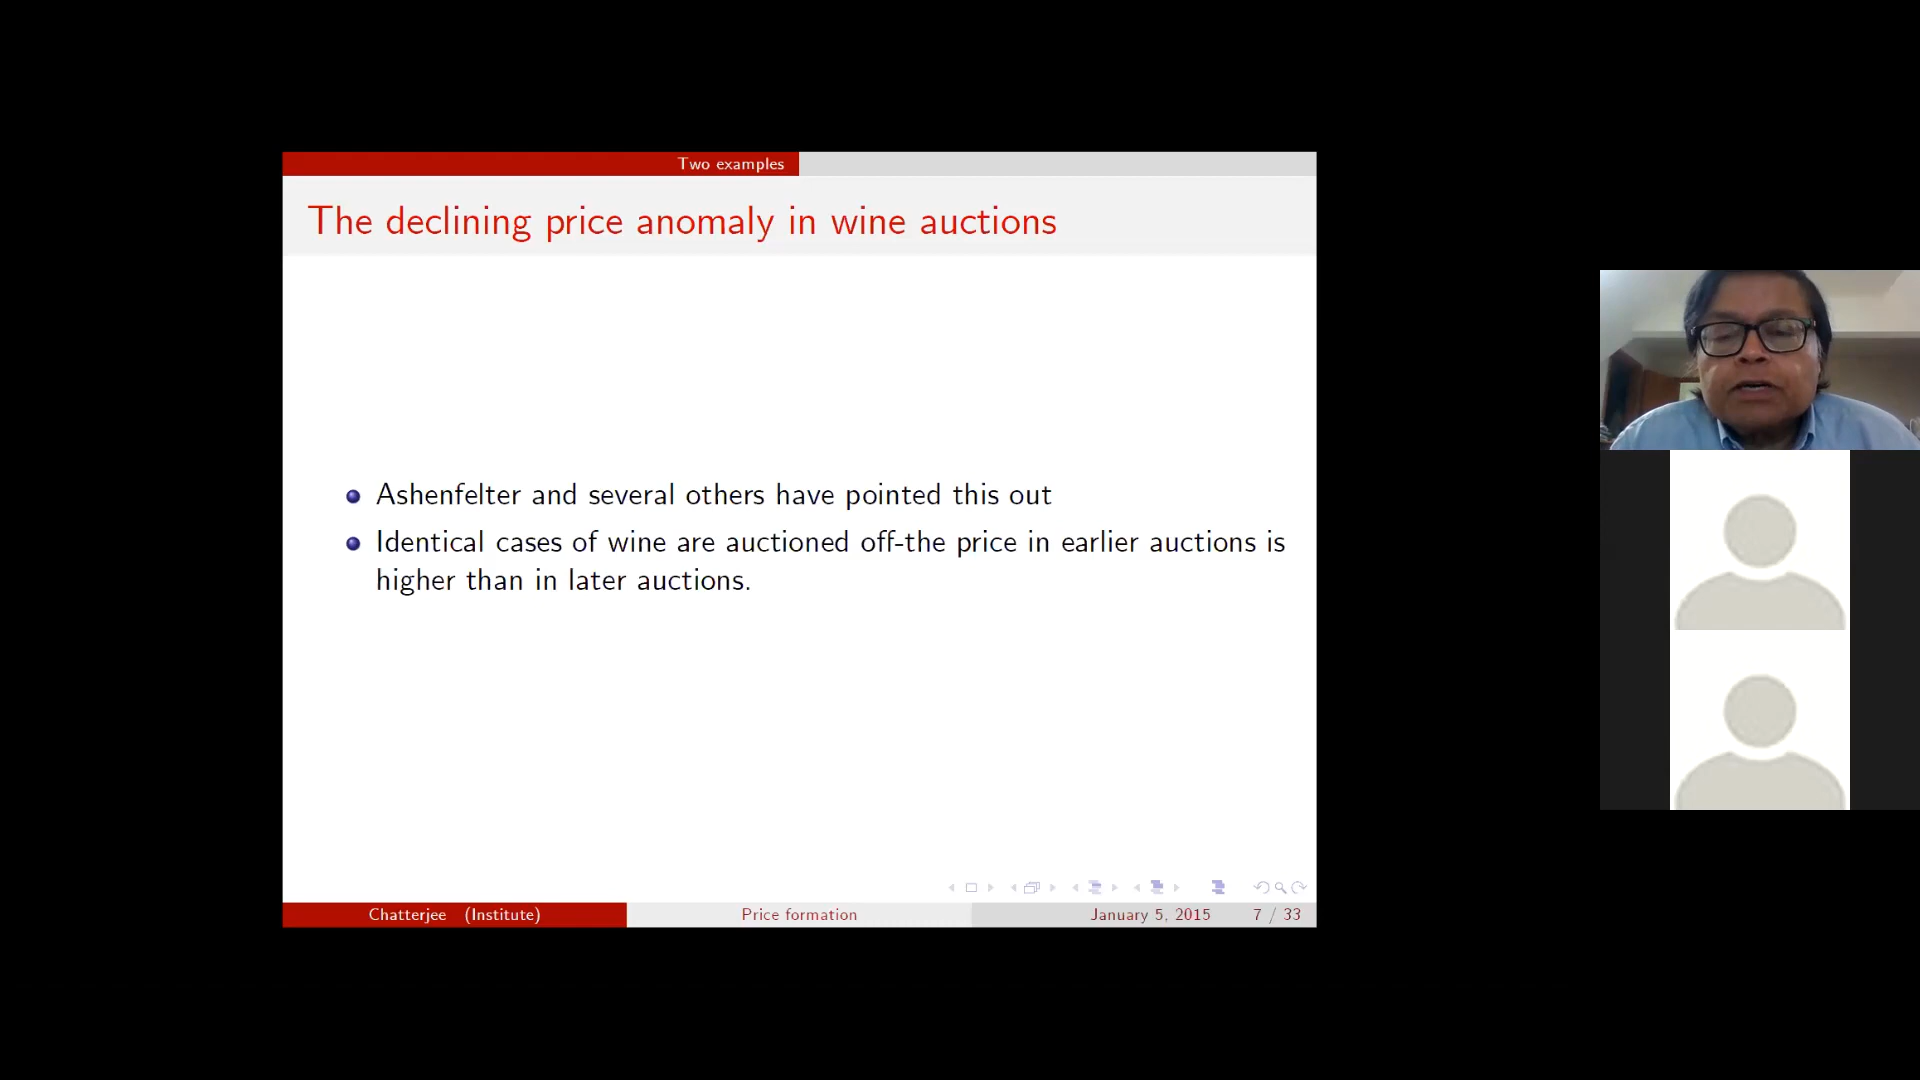 Two examples
The declining price anomaly in wine auctions
Ashenfelter and several others have pointed this out
Identical cases of wine are auctioned off-the price in earlier auctions is
higher than in later auctions.
Chatterjee (Institute) Price formation January 5, 2015 7 / 33